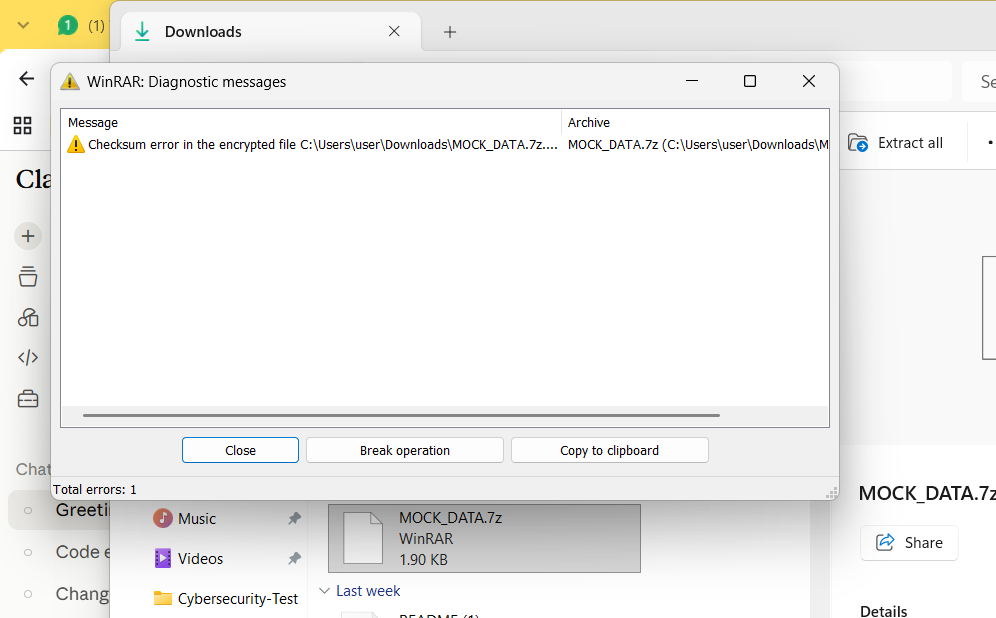 1
(1)
Downloads
Se
WinRAR: Diagnostic messages
Message
Archive
Checksum error in the encrypted file C:\Users\user\Downloads\MOCK_DATA.7z....
MOCK_DATA.7z (C:\Users\user\Downloads\M
Extract all
Cla
Close
Break operation
Copy to clipboard
Chat
Total errors: 1
MOCK_DATA.7z
Greeti
Music
MOCK_DATA.7z
WinRAR
1.90 KB
Share
Code e
Videos
Chang
Cybersecurity-Test
Last week
README (1)
Details